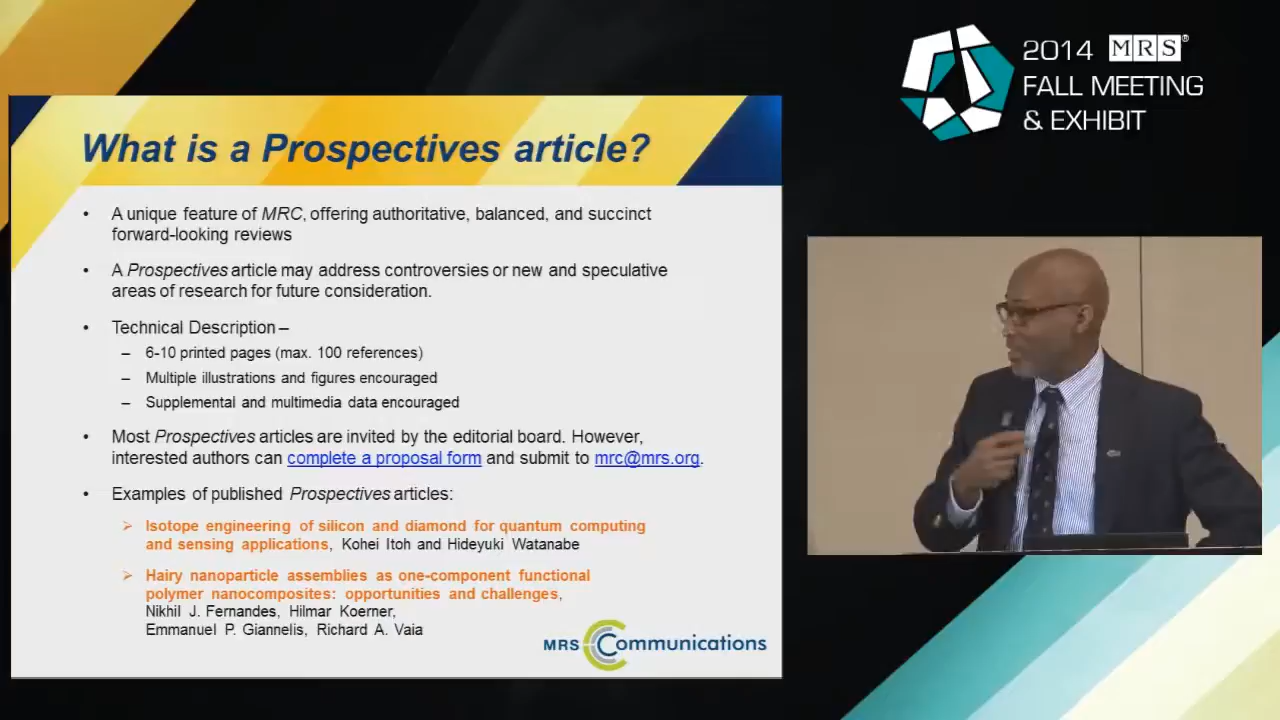 What is a Prospectives article?
• A unique feature of MRC, offering authoritative, balanced, and succinct
forward-looking reviews
• A Prospectives article may address controversies or new and speculative
areas of research for future consideration.
• Technical Description –
– 6-10 printed pages (max. 100 references)
– Multiple illustrations and figures encouraged
– Supplemental and multimedia data encouraged
• Most Prospectives articles are invited by the editorial board. However,
interested authors can complete a proposal form and submit to mrc@mrs.org.
• Examples of published Prospectives articles:
Isotope engineering of silicon and diamond for quantum computing
and sensing applications, Kohei Itoh and Hideyuki Watanabe
Hairy nanoparticle assemblies as one-component functional
polymer nanocomposites: opportunities and challenges,
Nikhil J. Fernandes, Hilmar Koerner,
Emmanuel P. Giannelis, Richard A. Vaia
MRS Communications
2014 MRS®
FALL MEETING
& EXHIBIT